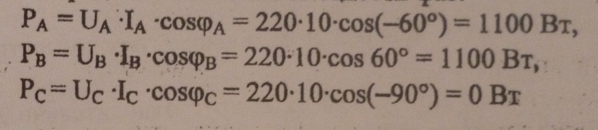 P_A = U_A ·I_A ·cosφ_A = 220·10·cos(–60°) = 1100 Вт,
P_B = U_B ·I_B ·cosφ_B = 220·10·cos 60° = 1100 Вт,
P_C = U_C ·I_C ·cosφ_C = 220·10·cos(–90°) = 0 Вт